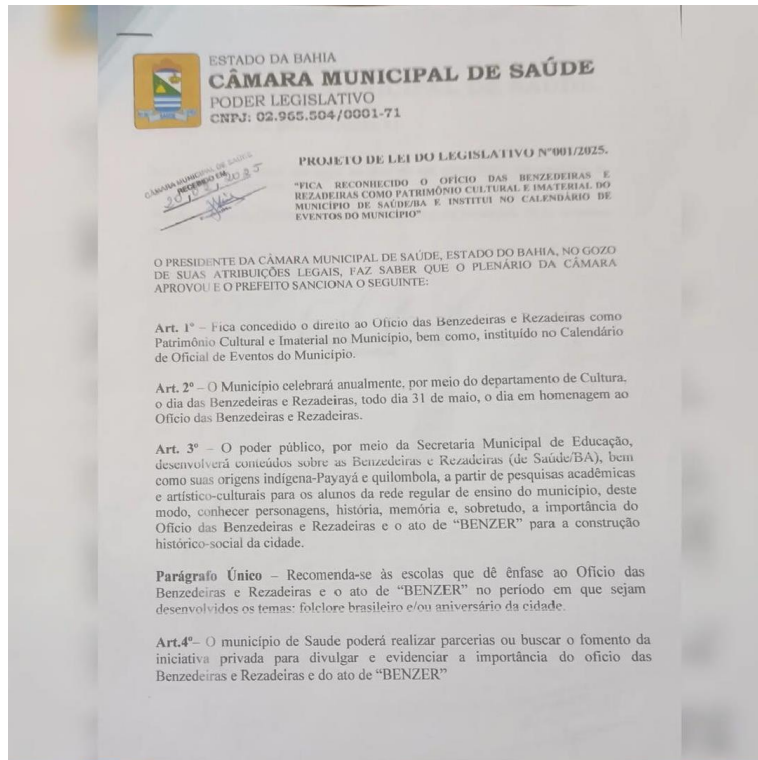 ESTADO DA BAHIA
CÂMARA MUNICIPAL DE SAÚDE
PODER LEGISLATIVO
CNPJ: 02.965.504/0001-71
CÂMARA MUNICIPAL DE SAÚDE
RECEBIDO EM
PROJETO DE LEI DO LEGISLATIVO Nº001/2025.
"FICA RECONHECIDO O OFÍCIO DAS BENZEDEIRAS E
REZADEIRAS COMO PATRIMÔNIO CULTURAL E IMATERIAL DO
MUNICÍPIO DE SAÚDE/BA E INSTITUI NO CALENDÁRIO DE
EVENTOS DO MUNICÍPIO"
O PRESIDENTE DA CÂMARA MUNICIPAL DE SAÚDE, ESTADO DO BAHIA, NO GOZO
DE SUAS ATRIBUIÇÕES LEGAIS, FAZ SABER QUE O PLENÁRIO DA CÂMARA
APROVOU E O PREFEITO SANCIONA O SEGUINTE:
Art. 1º – Fica concedido o direito ao Ofício das Benzedeiras e Rezadeiras como
Patrimônio Cultural e Imaterial no Município, bem como, instituído no Calendário
de Oficial de Eventos do Município.
Art. 2º – O Município celebrará anualmente, por meio do departamento de Cultura,
o dia das Benzedeiras e Rezadeiras, todo dia 31 de maio, o dia em homenagem ao
Oficio das Benzedeiras e Rezadeiras.
Art. 3º – O poder público, por meio da Secretaria Municipal de Educação,
desenvolverá conteúdos sobre as Benzedeiras e Rezadeiras (de Saúde/BA), bem
como suas origens indígena-Payayá e quilombola, a partir de pesquisas acadêmicas
e artístico-culturais para os alunos da rede regular de ensino do município, deste
modo, conhecer personagens, história, memória e, sobretudo, a importância do
Oficio das Benzedeiras e Rezadeiras e o ato de “BENZER” para a construção
histórico-social da cidade.
Parágrafo Único – Recomenda-se às escolas que dê ênfase ao Oficio das
Benzedeiras e Rezadeiras e o ato de “BENZER” no período em que sejam
desenvolvidos os temas: folclore brasileiro e/ou aniversário da cidade.
Art.4º– O município de Saude poderá realizar parcerias ou buscar o fomento da
iniciativa privada para divulgar e evidenciar a importância do oficio das
Benzedeiras e Rezadeiras e do ato de “BENZER”